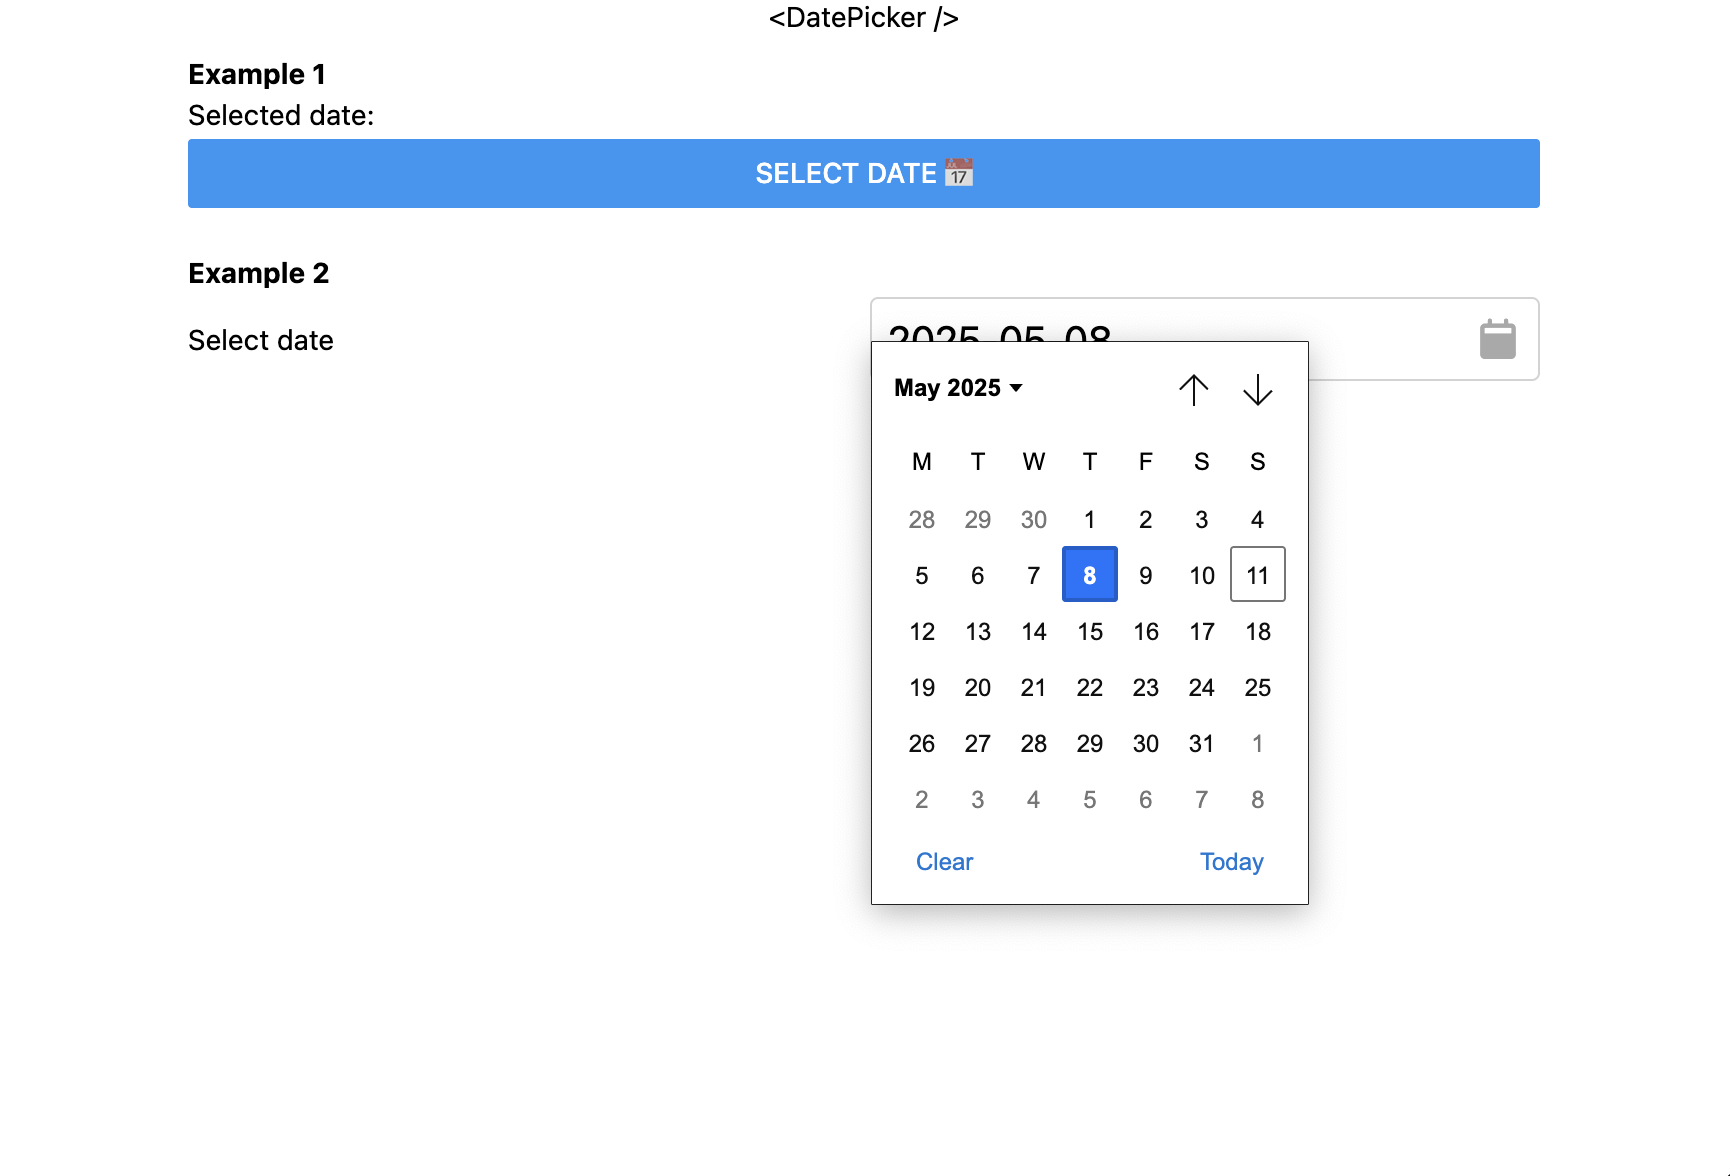 <DatePicker />
Example 1
Selected date:
SELECT DATE 📅
Example 2
Select date
2025-05-08
May 2025
M T W T F S S
28 29 30 1 2 3 4
5 6 7 8 9 10 11
12 13 14 15 16 17 18
19 20 21 22 23 24 25
26 27 28 29 30 31 1
2 3 4 5 6 7 8
Clear Today